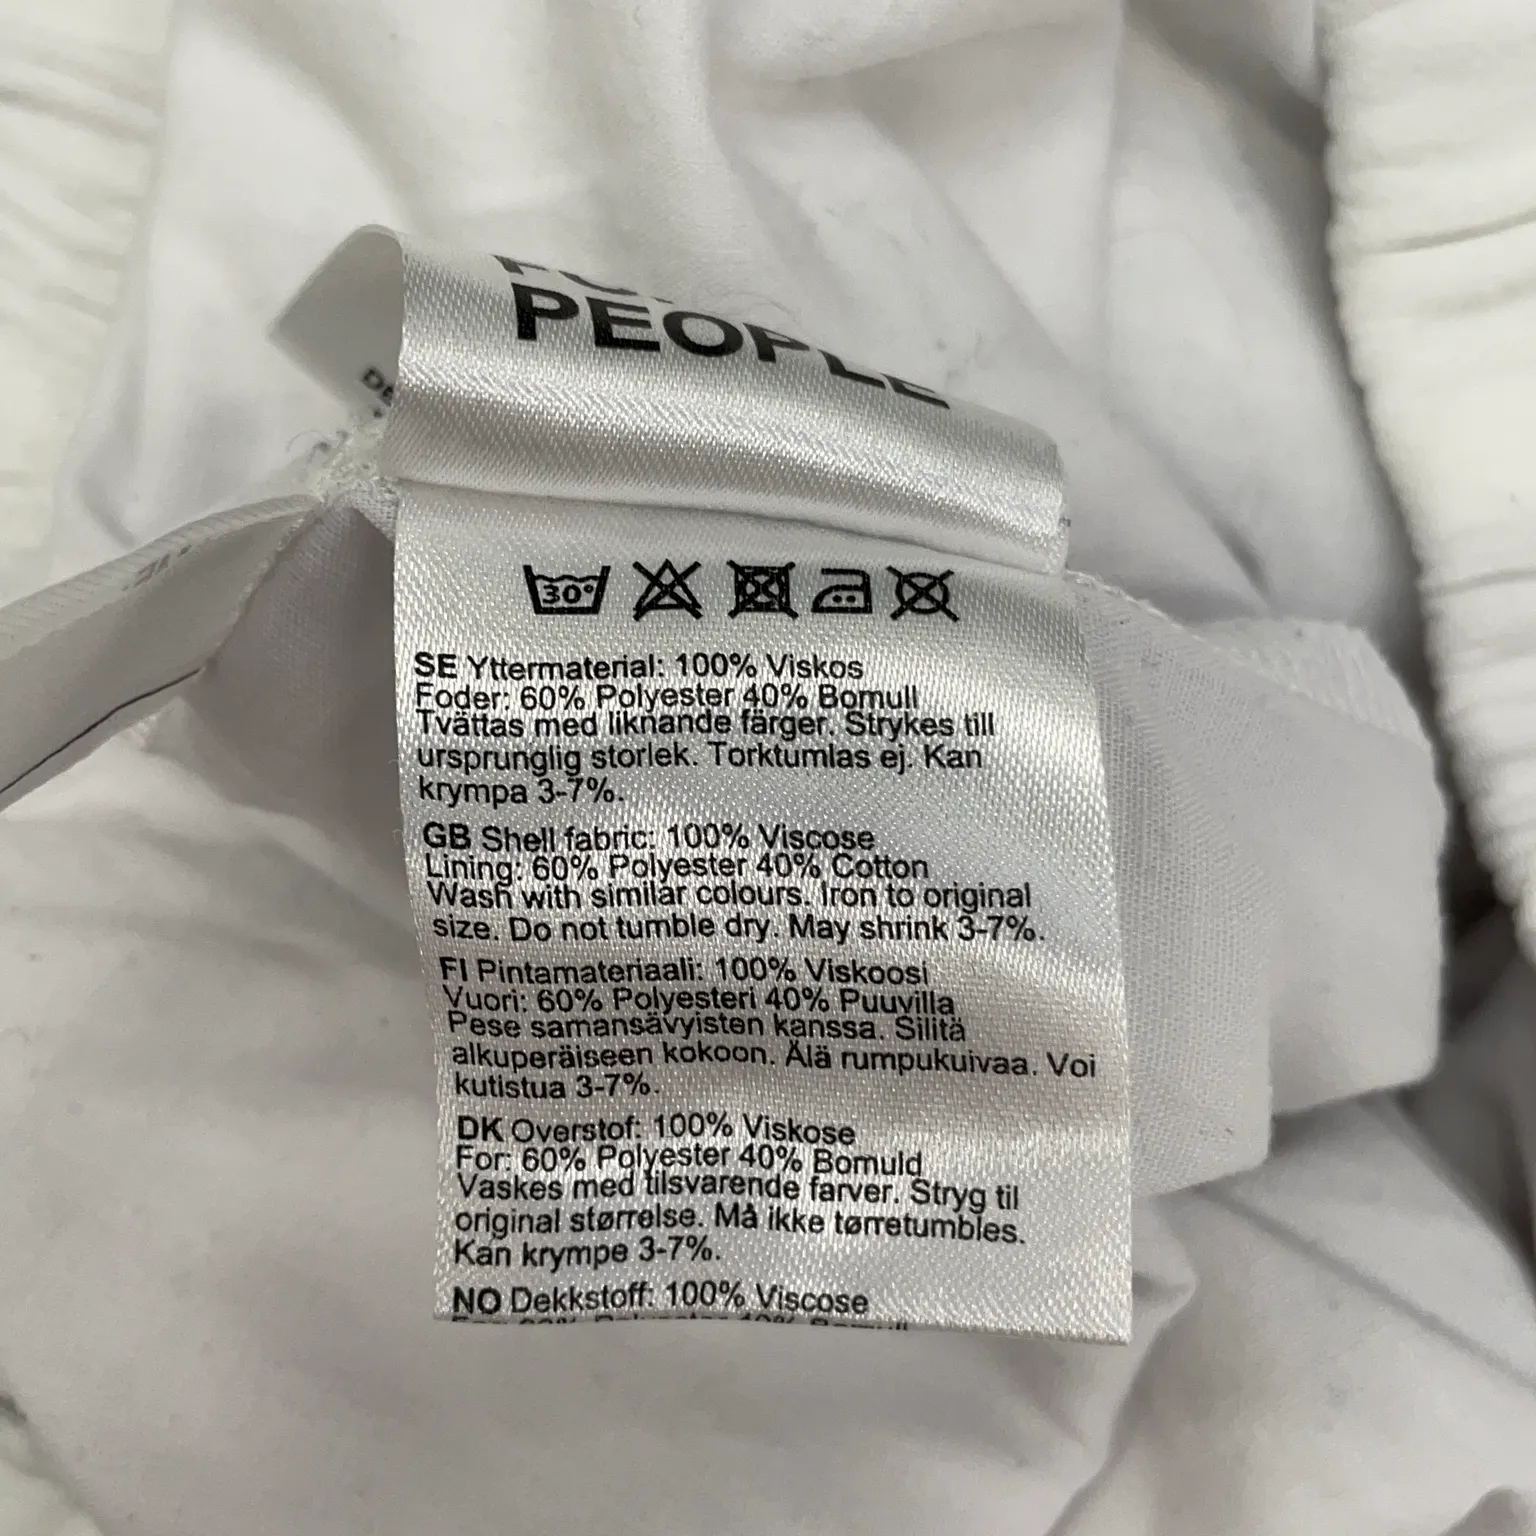 PEOPLE
30°
SE Yttermaterial: 100% Viskos
Foder: 60% Polyester 40% Bomull
Tvättas med liknande färger. Strykes till
ursprunglig storlek. Torktumlas ej. Kan
krympa 3-7%.
GB Shell fabric: 100% Viscose
Lining: 60% Polyester 40% Cotton
Wash with similar colours. Iron to original
size. Do not tumble dry. May shrink 3-7%.
FI Pintamateriaali: 100% Viskoosi
Vuori: 60% Polyesteri 40% Puuvilla
Pese samansävyisten kanssa. Silitä
alkuperäiseen kokoon. Älä rumpukuivaa. Voi
kutistua 3-7%.
DK Overstof: 100% Viskose
For: 60% Polyester 40% Bomuld
Vaskes med tilsvarende farver. Stryg til
original størrelse. Må ikke tørretumbles.
Kan krympe 3-7%.
NO Dekkstoff: 100% Viscose